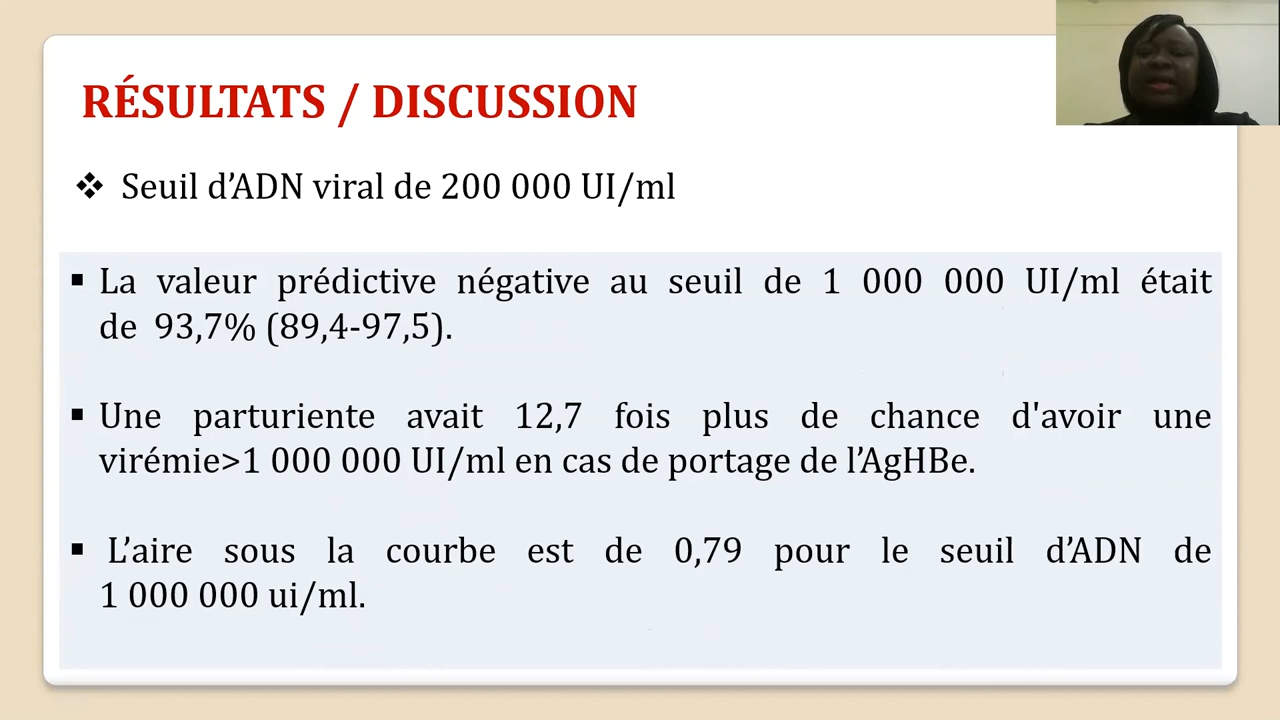 RÉSULTATS / DISCUSSION
❖ Seuil d’ADN viral de 200 000 UI/ml
▪ La valeur prédictive négative au seuil de 1 000 000 UI/ml était
de 93,7% (89,4-97,5).
▪ Une parturiente avait 12,7 fois plus de chance d'avoir une
virémie>1 000 000 UI/ml en cas de portage de l’AgHBe.
▪ L’aire sous la courbe est de 0,79 pour le seuil d’ADN de
1 000 000 ui/ml.